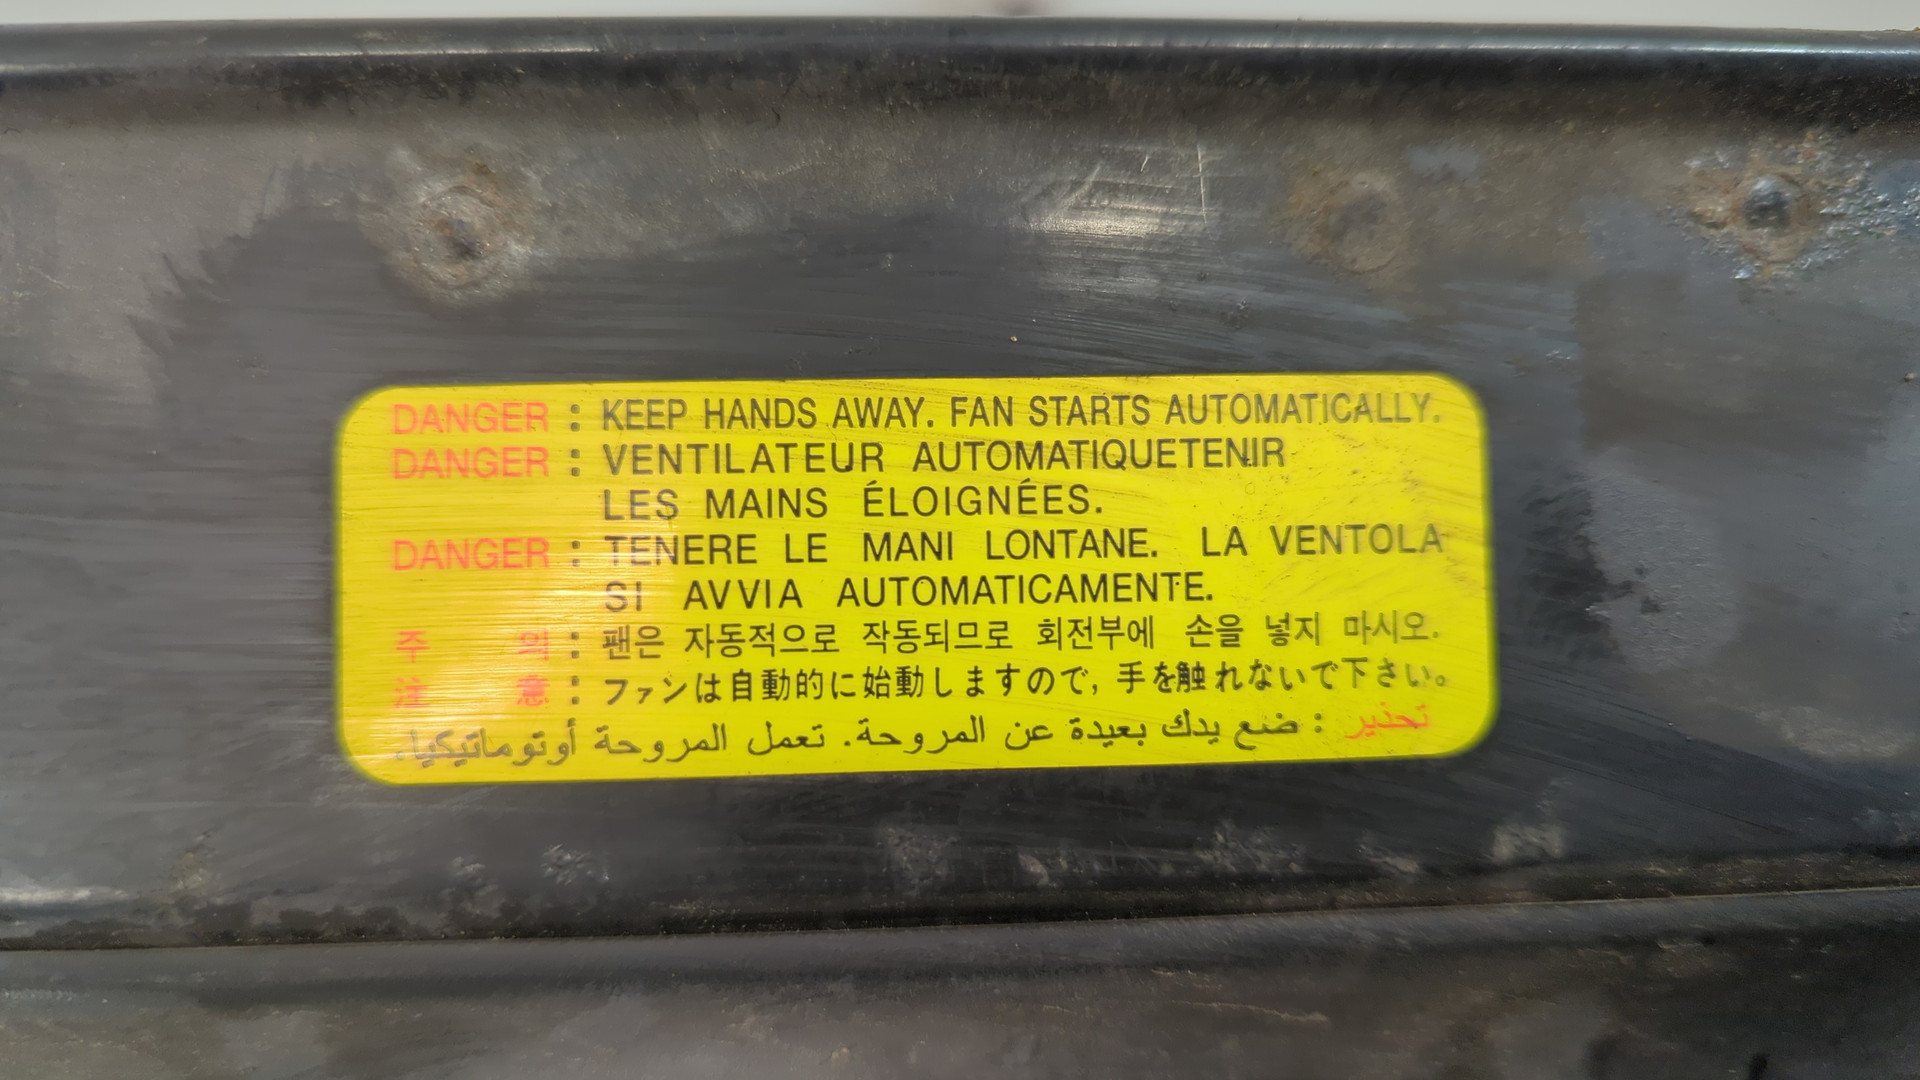 DANGER : KEEP HANDS AWAY. FAN STARTS AUTOMATICALLY.
DANGER : VENTILATEUR AUTOMATIQUETENIR
LES MAINS ÉLOIGNÉES.
DANGER : TENERE LE MANI LONTANE. LA VENTOLA
SI AVVIA AUTOMATICAMENTE.
주 의 : 팬은 자동적으로 작동되므로 회전부에 손을 넣지 마시오.
注 意 : ファンは自動的に始動しますので, 手を触れないで下さい。
تحذير : ضع يدك بعيدة عن المروحة. تعمل المروحة أوتوماتيكيا.